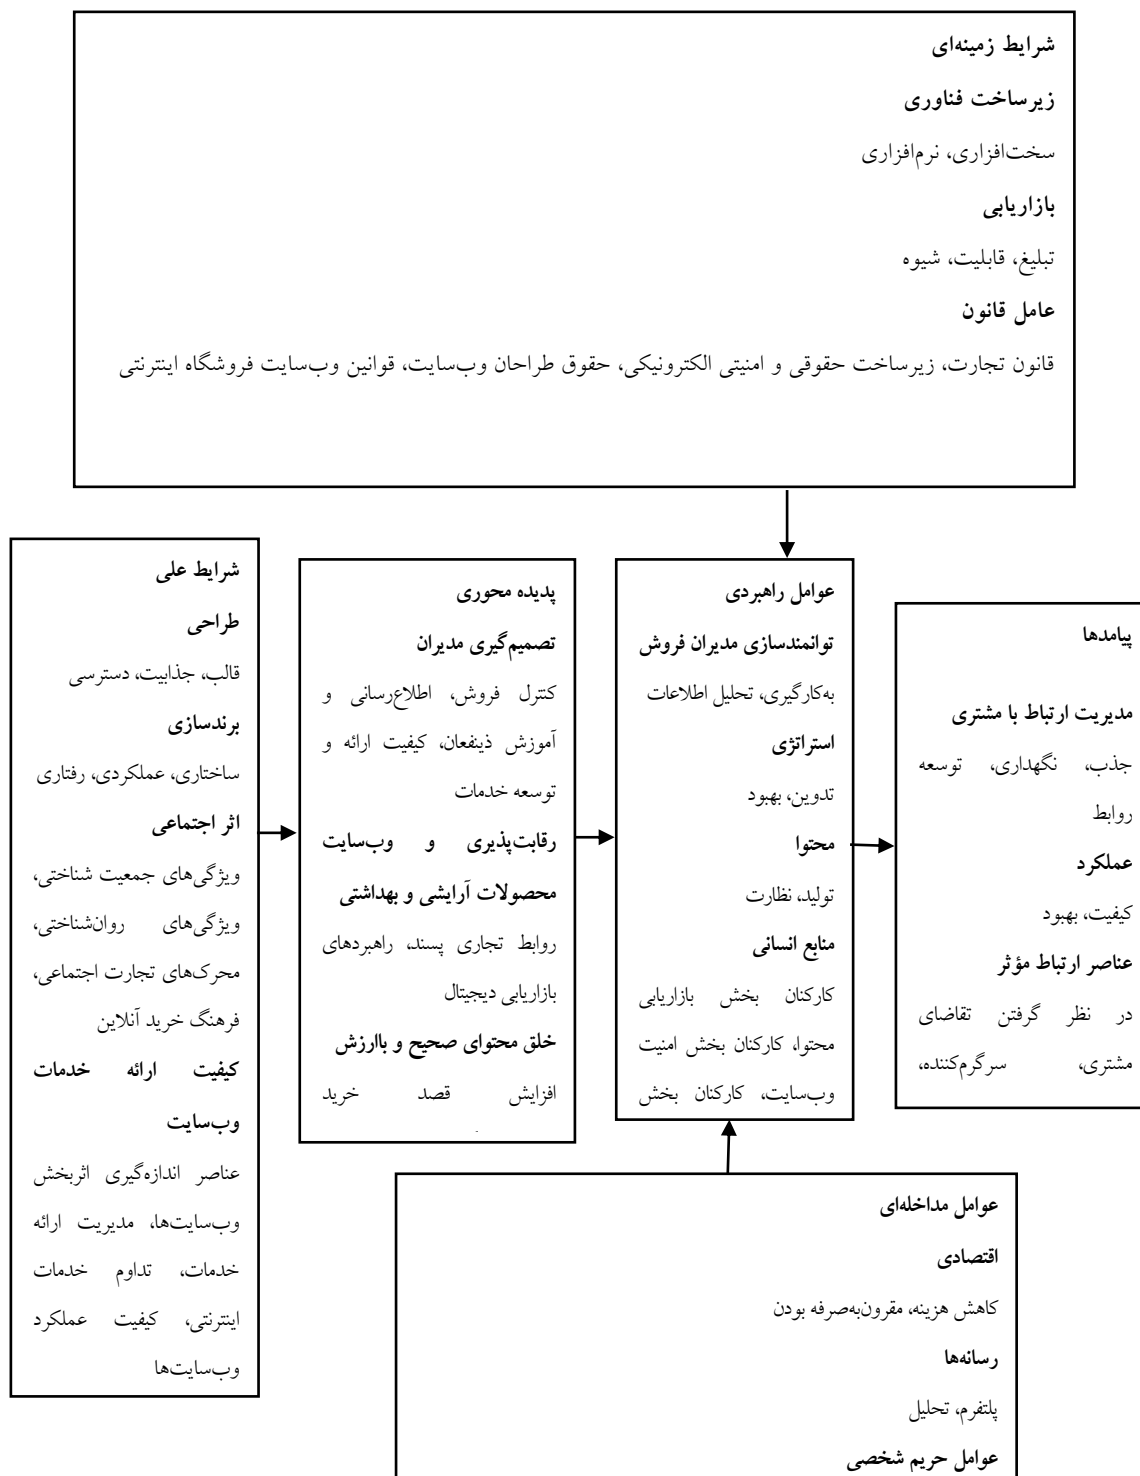 شرایط زمینه‌ای
زیرساخت فناوری
سخت‌افزاری، نرم‌افزاری
بازاریابی
تبلیغ، قابلیت، شیوه
عامل قانون
قانون تجارت، زیرساخت حقوقی و امنیتی الکترونیکی، حقوق طراحان وب‌سایت، قوانین وب‌سایت فروشگاه اینترنتی
پیامدها
مدیریت ارتباط با مشتری
جذب، نگهداری، توسعه
روابط
عملکرد
کیفیت، بهبود
عناصر ارتباط مؤثر
در نظر گرفتن تقاضای
مشتری، سرگرم‌کننده،
عوامل راهبردی
توانمندسازی مدیران فروش
به‌کارگیری، تحلیل اطلاعات
استراتژی
تدوین، بهبود
محتوا
تولید، نظارت
منابع انسانی
کارکنان بخش بازاریابی
محتوا، کارکنان بخش امنیت
وب‌سایت، کارکنان بخش
پدیده محوری
تصمیم‌گیری مدیران
کنترل فروش، اطلاع‌رسانی و
آموزش ذینفعان، کیفیت ارائه و
توسعه خدمات
رقابت‌پذیری و وب‌سایت
محصولات آرایشی و بهداشتی
روابط تجاری پسند، راهبردهای
بازاریابی دیجیتال
خلق محتوای صحیح و باارزش
افزایش قصد خرید
شرایط علی
طراحی
قالب، جذابیت، دسترسی
برندسازی
ساختاری، عملکردی، رفتاری
اثر اجتماعی
ویژگی‌های جمعیت شناختی،
ویژگی‌های روان‌شناختی،
محرک‌های تجارت اجتماعی،
فرهنگ خرید آنلاین
کیفیت ارائه خدمات
وب‌سایت
عناصر اندازه‌گیری اثربخش
وب‌سایت‌ها، مدیریت ارائه
خدمات، تداوم خدمات
اینترنتی، کیفیت عملکرد
وب‌سایت‌ها
عوامل مداخله‌ای
اقتصادی
کاهش هزینه، مقرون‌به‌صرفه بودن
رسانه‌ها
پلتفرم، تحلیل
عوامل حریم شخصی